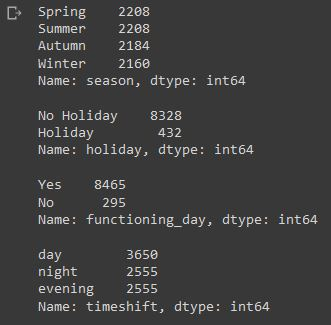 Spring    2208
Summer    2208
Autumn    2184
Winter    2160
Name: season, dtype: int64

No Holiday    8328
Holiday        432
Name: holiday, dtype: int64

Yes    8465
No      295
Name: functioning_day, dtype: int64

day        3650
night      2555
evening    2555
Name: timeshift, dtype: int64